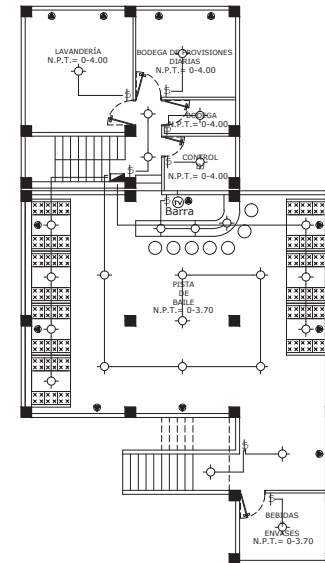 LAVANDERÍA
N.P.T.= 0-4.00
BODEGA DE PROVISIONES
DIARIAS
N.P.T.= 0-4.00
BODEGA
N.P.T.= 0-4.00
CONTROL
N.P.T.= 0-4.00
TV
Barra
PISTA
DE
BAILE
N.P.T.= 0-3.70
BEBIDAS
ENVASES
N.P.T.= 0-3.70